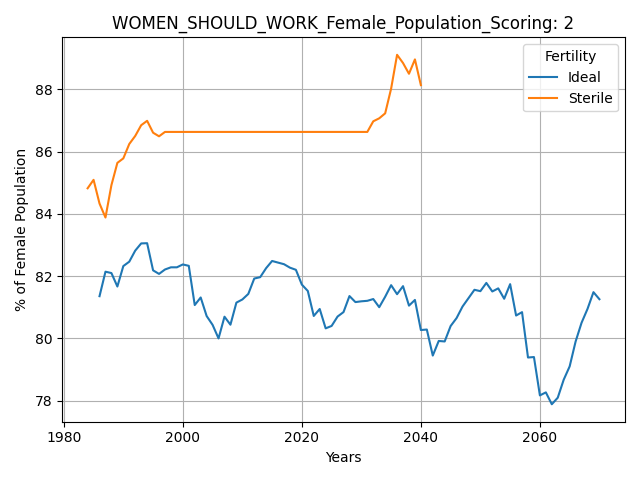 WOMEN_SHOULD_WORK_Female_Population_Scoring: 2
Fertility
Ideal
Sterile
% of Female Population
88
86
84
82
80
78
1980
2000
2020
2040
2060
Years